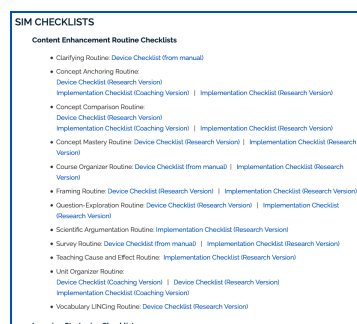 SIM CHECKLISTS
Content Enhancement Routine Checklists
• Clarifying Routine: Device Checklist (from manual)
• Concept Anchoring Routine:
Device Checklist (Research Version)
Implementation Checklist (Coaching Version) | Implementation Checklist (Research Version)
• Concept Comparison Routine:
Device Checklist (Research Version)
Implementation Checklist (Coaching Version) | Implementation Checklist (Research Version)
• Concept Mastery Routine: Device Checklist (Research Version) | Implementation Checklist (Research
Version)
• Course Organizer Routine: Device Checklist (from manual) | Implementation Checklist (Research
Version)
• Framing Routine: Device Checklist (Research Version) | Implementation Checklist (Research Version)
• Question-Exploration Routine: Device Checklist (Research Version) | Implementation Checklist
(Research Version)
• Scientific Argumentation Routine: Implementation Checklist (Research Version)
• Survey Routine: Device Checklist (from manual) | Implementation Checklist (Research Version)
• Teaching Cause and Effect Routine: Implementation Checklist (Research Version)
• Unit Organizer Routine:
Device Checklist (Coaching Version) | Device Checklist (Research Version)
Implementation Checklist (Coaching Version)
• Vocabulary LINCing Routine: Device Checklist (Research Version)